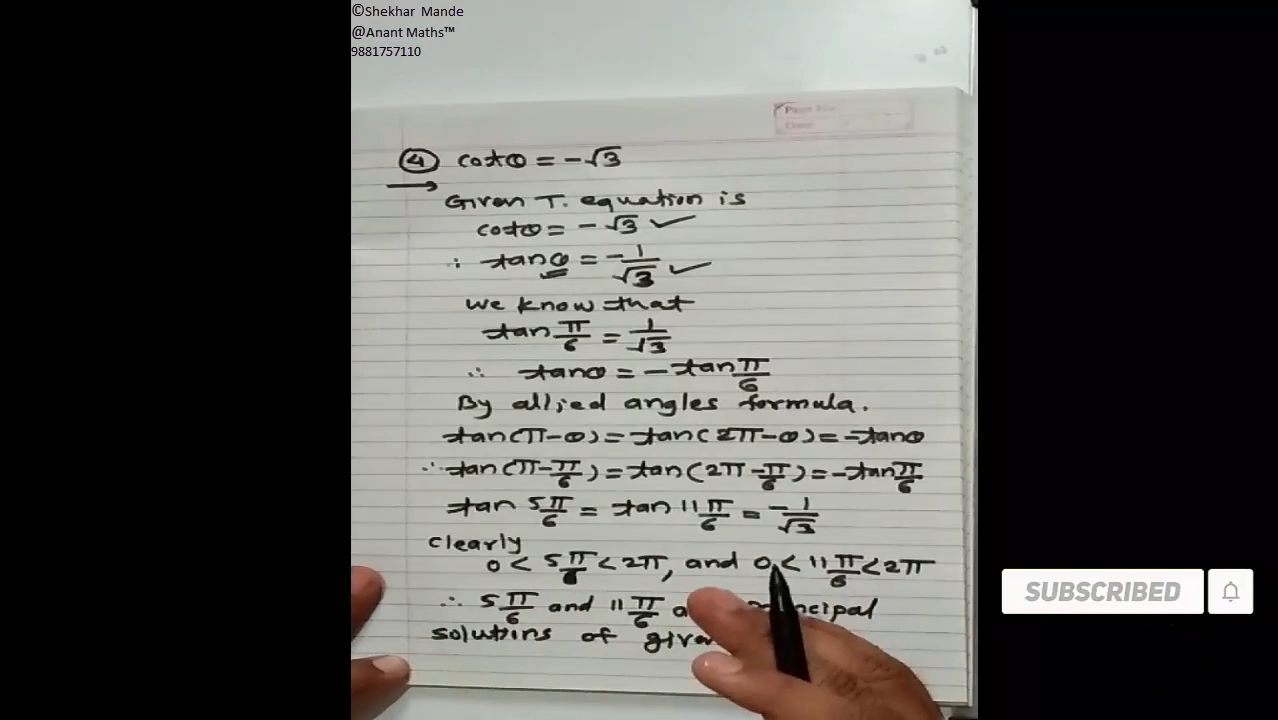 ©Shekhar Mande
@Anant Maths™
9881757110
Page No.
Date
④ cotθ = -√3
Given T. equation is
cotθ = -√3 ✓
∴ tanθ = -1/√3 ✓
we know that
tan π/6 = 1/√3
∴ tanθ = -tan π/6
By allied angles formula.
tan(π-θ) = tan(2π-θ) = -tanθ
∴ tan(π-π/6) = tan(2π-π/6) = -tan π/6
tan 5π/6 = tan 11π/6 = -1/√3
clearly
0 < 5π/6 < 2π, and 0 < 11π/6 < 2π
∴ 5π/6 and 11π/6
solutions of
SUBSCRIBED